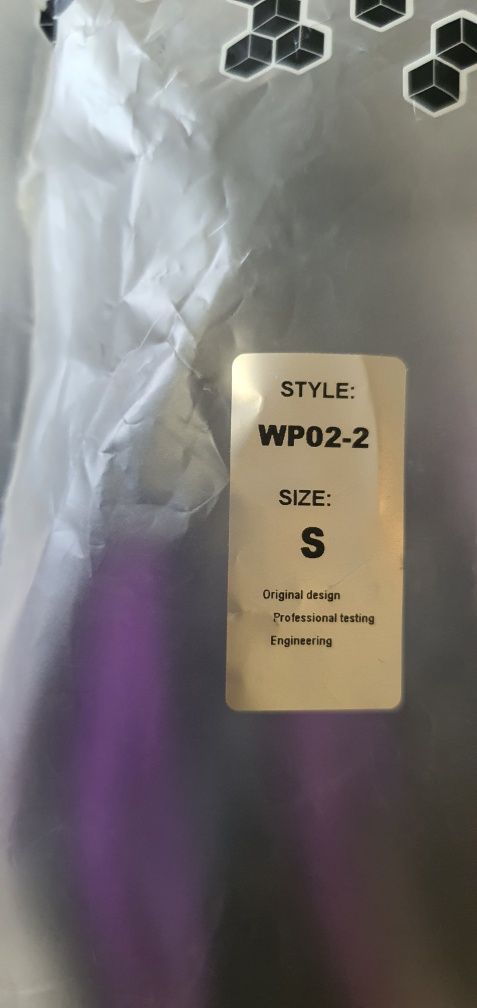 STYLE:
WP02-2
SIZE:
S
Original design
Professional testing
Engineering